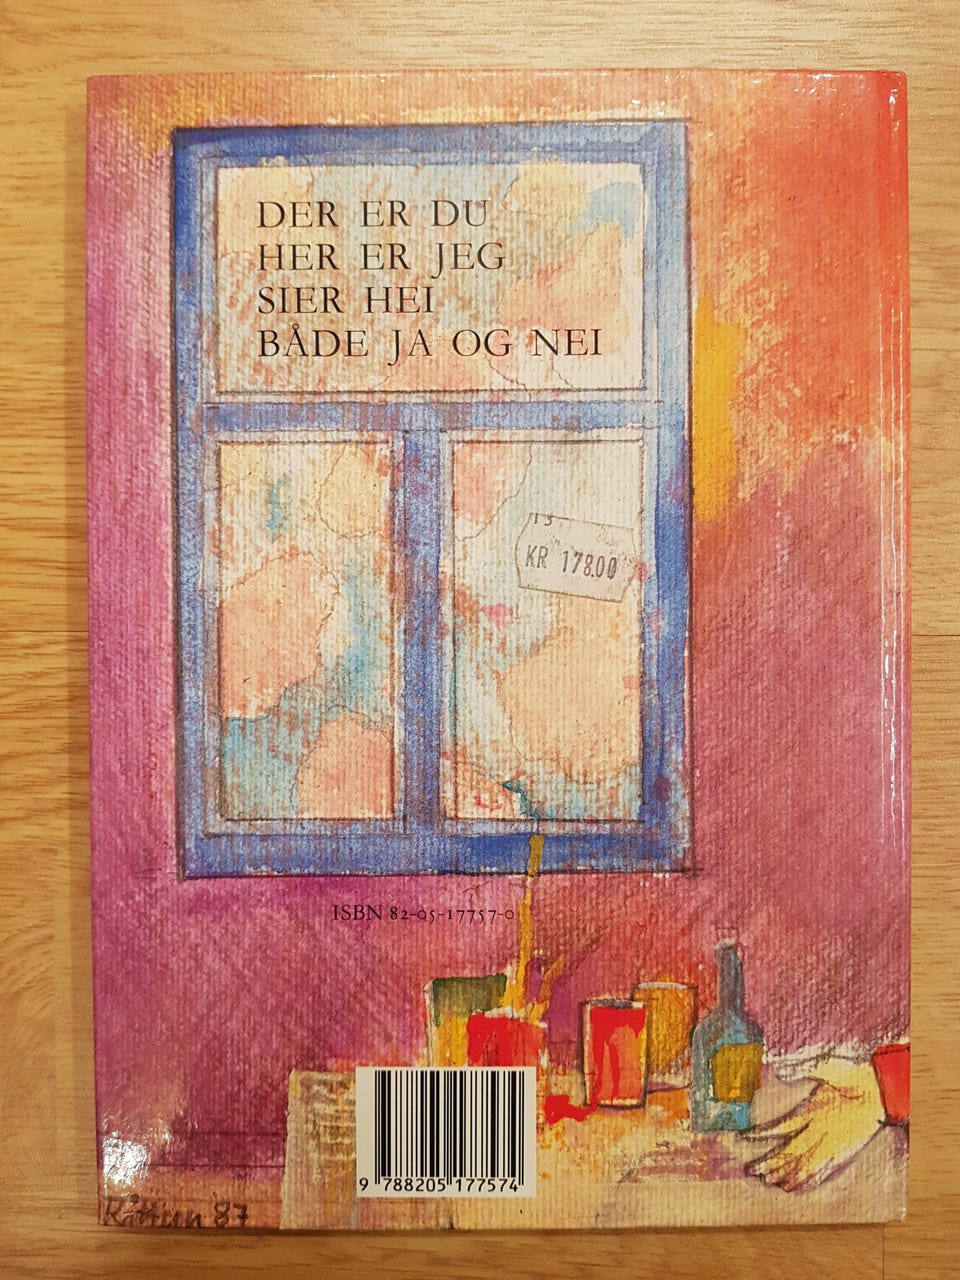 DER ER DU
HER ER JEG
SIER HEI
BÅDE JA OG NEI
KR 178.00
ISBN 82-05-17757-0
9 788205 177574